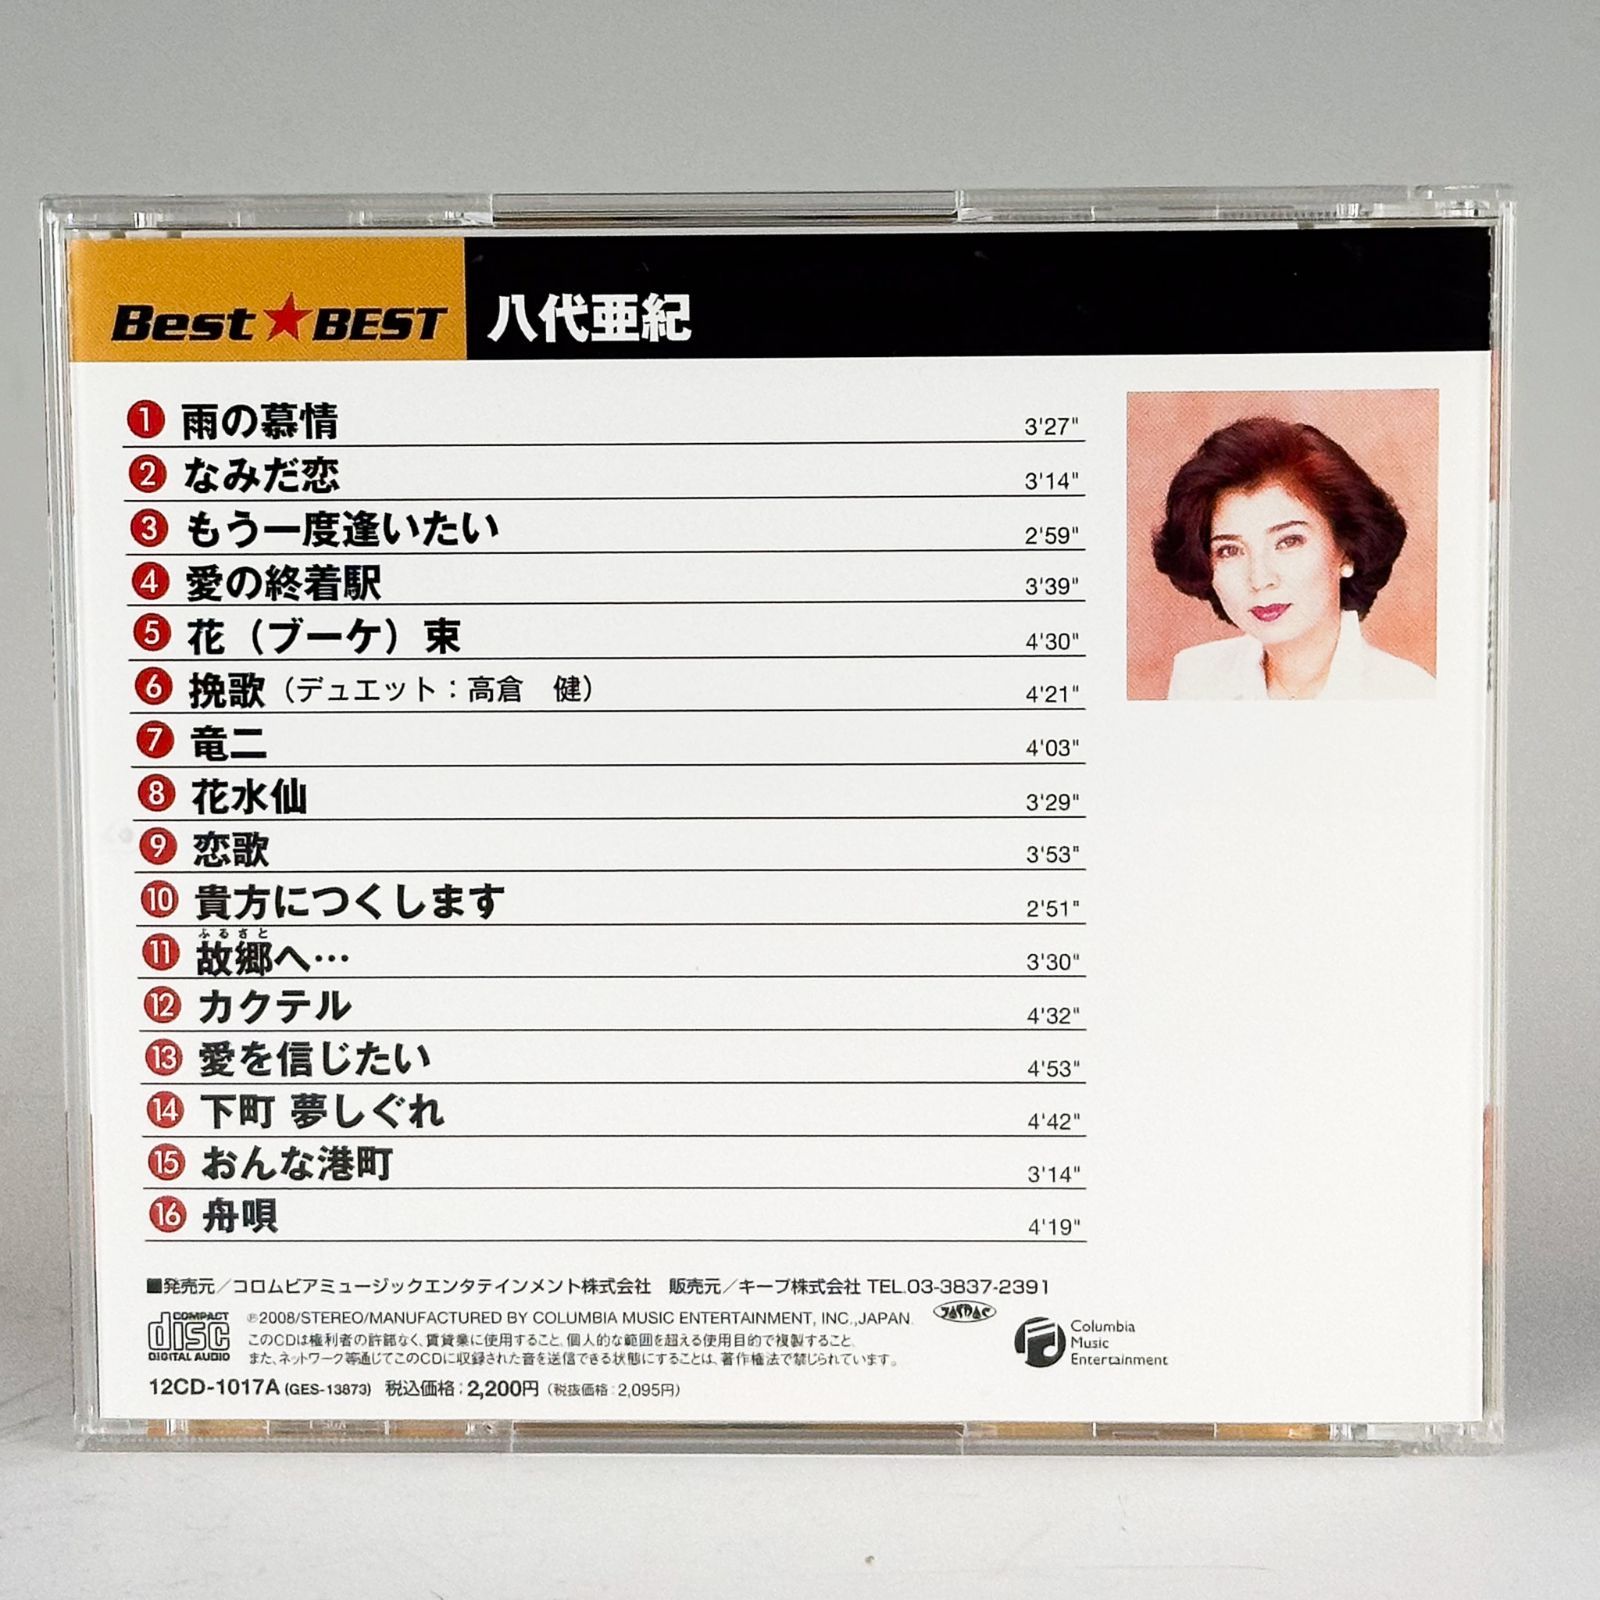 Best★BEST 八代亜紀
1 雨の慕情 3'27"
2 なみだ恋 3'14"
3 もう一度逢いたい 2'59"
4 愛の終着駅 3'39"
5 花（ブーケ）束 4'30"
6 挽歌（デュエット：高倉　健） 4'21"
7 竜二 4'03"
8 花水仙 3'29"
9 恋歌 3'53"
10 貴方につくします 2'51"
ふるさと
11 故郷へ… 3'30"
12 カクテル 4'32"
13 愛を信じたい 4'53"
14 下町 夢しぐれ 4'42"
15 おんな港町 3'14"
16 舟唄 4'19"
■発売元／コロムビアミュージックエンタテインメント株式会社　販売元／キープ株式会社 TEL.03-3837-2391
COMPACT disc DIGITAL AUDIO
℗2008/STEREO/MANUFACTURED BY COLUMBIA MUSIC ENTERTAINMENT, INC.,JAPAN.
JASRAC
このCDは権利者の許諾なく、賃貸業に使用すること、個人的な範囲を超える使用目的で複製すること、
また、ネットワーク等通じてこのCDに収録された音を送信できる状態にすることは、著作権法で禁じられています。
Columbia
Music
Entertainment
12CD-1017A (GES-13873) 税込価格：2,200円（税抜価格：2,095円）